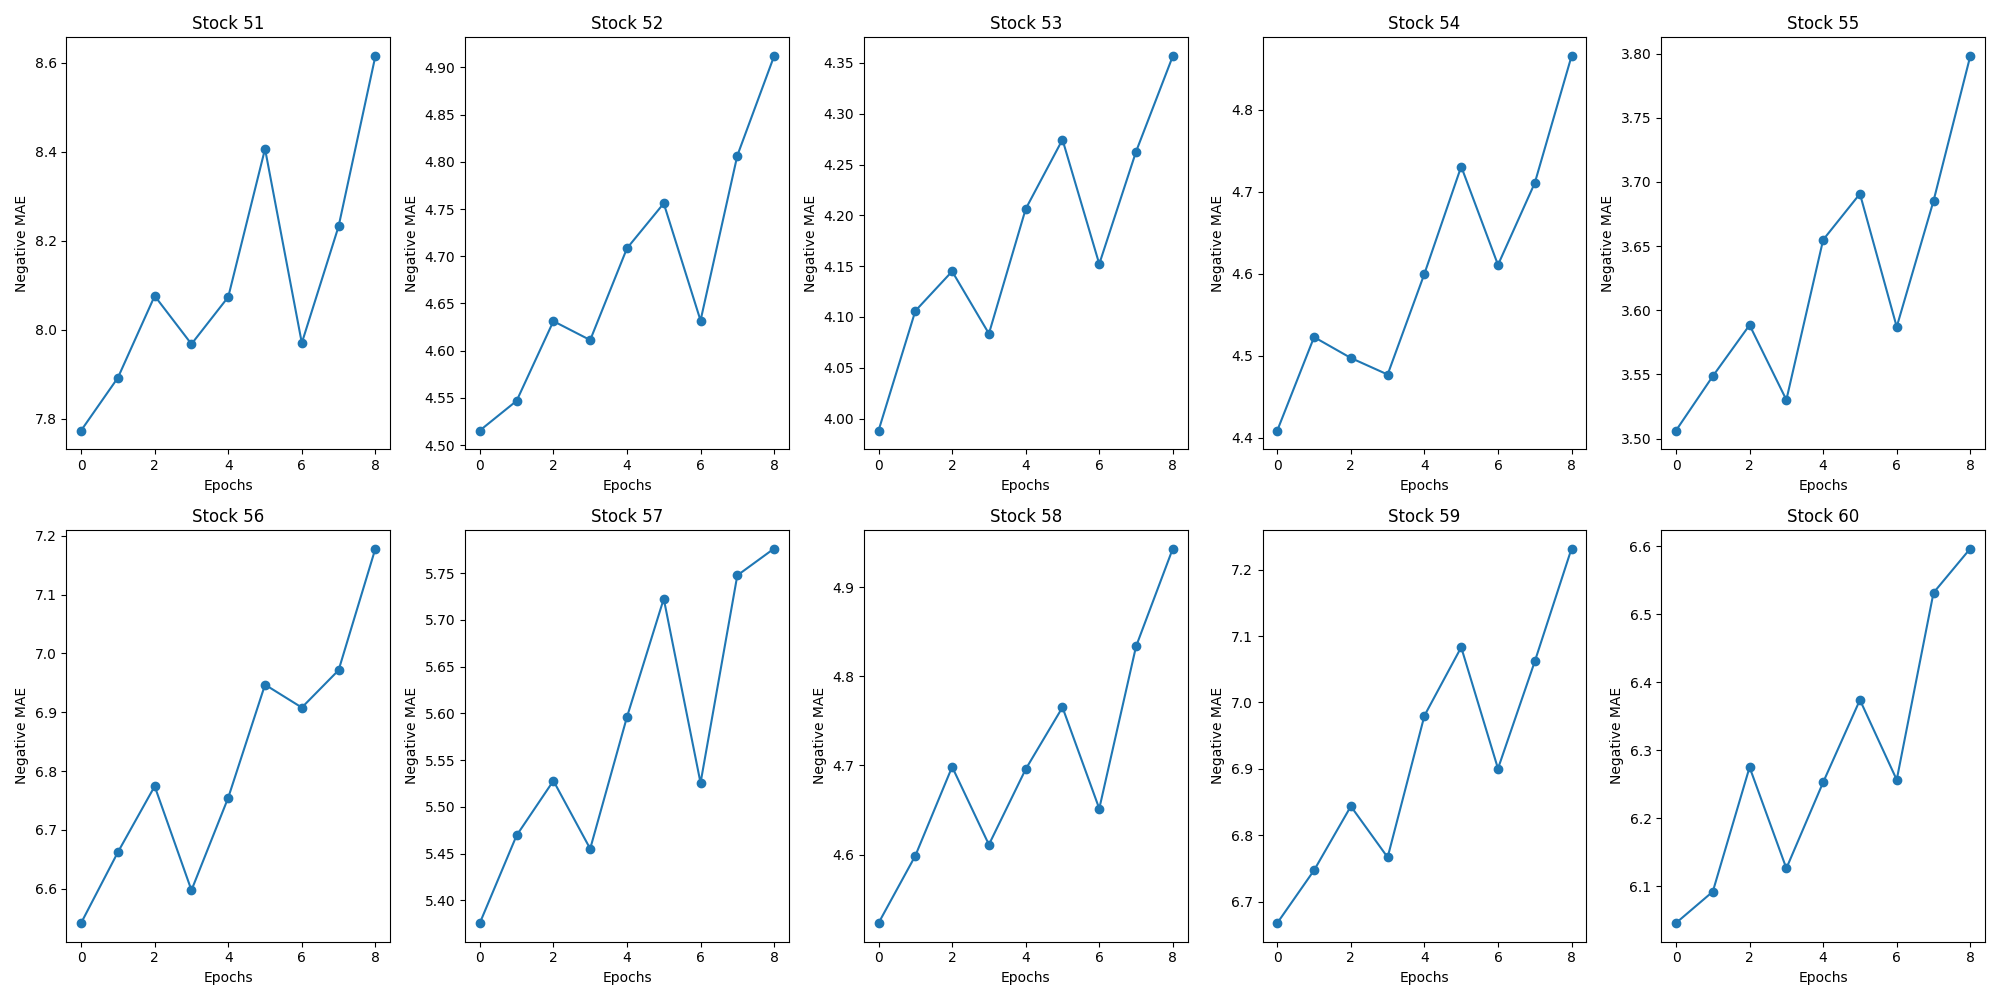 Stock 51
Negative MAE
8.6
8.4
8.2
8.0
7.8
0 2 4 6 8
Epochs
Stock 52
Negative MAE
4.90
4.85
4.80
4.75
4.70
4.65
4.60
4.55
4.50
0 2 4 6 8
Epochs
Stock 53
Negative MAE
4.35
4.30
4.25
4.20
4.15
4.10
4.05
4.00
0 2 4 6 8
Epochs
Stock 54
Negative MAE
4.8
4.7
4.6
4.5
4.4
0 2 4 6 8
Epochs
Stock 55
Negative MAE
3.80
3.75
3.70
3.65
3.60
3.55
3.50
0 2 4 6 8
Epochs
Stock 56
Negative MAE
7.2
7.1
7.0
6.9
6.8
6.7
6.6
0 2 4 6 8
Epochs
Stock 57
Negative MAE
5.75
5.70
5.65
5.60
5.55
5.50
5.45
5.40
0 2 4 6 8
Epochs
Stock 58
Negative MAE
4.9
4.8
4.7
4.6
0 2 4 6 8
Epochs
Stock 59
Negative MAE
7.2
7.1
7.0
6.9
6.8
6.7
0 2 4 6 8
Epochs
Stock 60
Negative MAE
6.6
6.5
6.4
6.3
6.2
6.1
0 2 4 6 8
Epochs